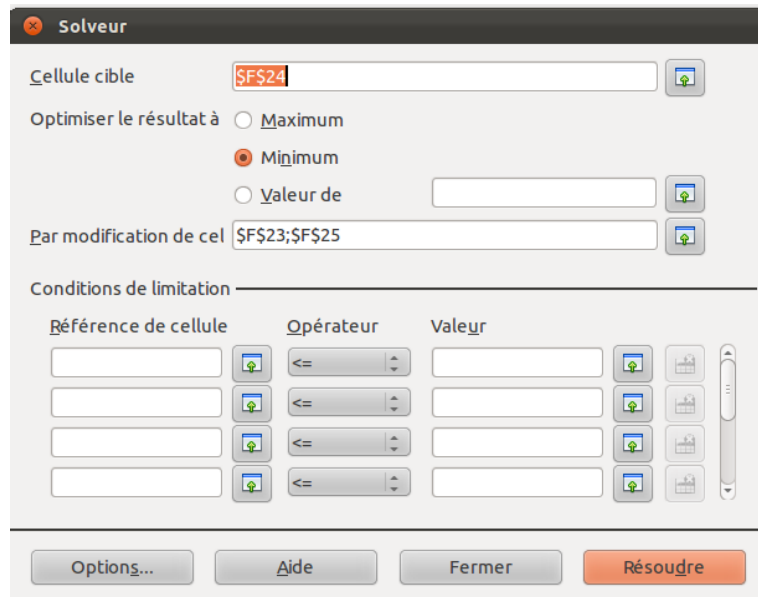 Solveur
Cellule cible $F$24
Optimiser le résultat à Maximum
Minimum
Valeur de
Par modification de cel $F$23;$F$25
Conditions de limitation
Référence de cellule Opérateur Valeur
<=
<=
<=
<=
Options... Aide Fermer Résoudre